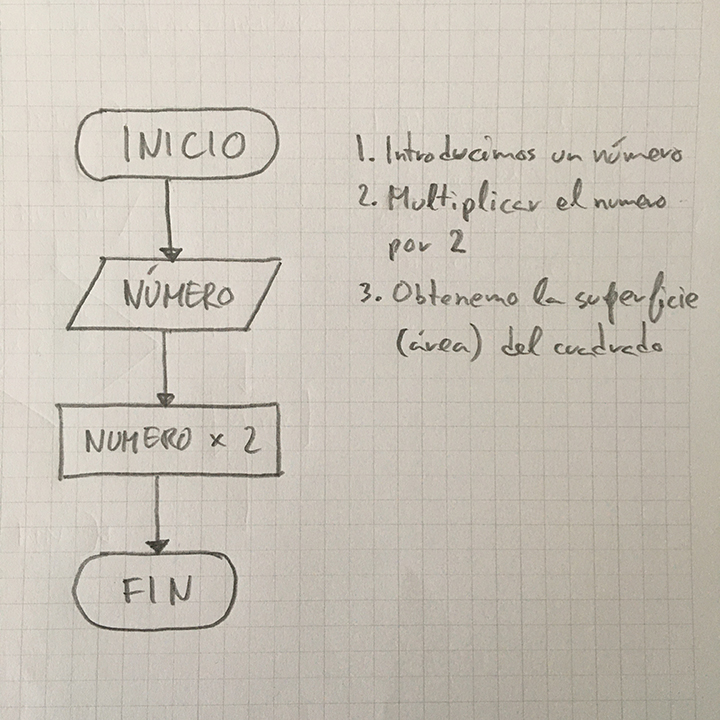 INICIO
NÚMERO
NUMERO × 2
FIN
1. Introducimos un número
2. Multiplicar el numero
por 2
3. Obtenemo la superficie
(área) del cuadrado